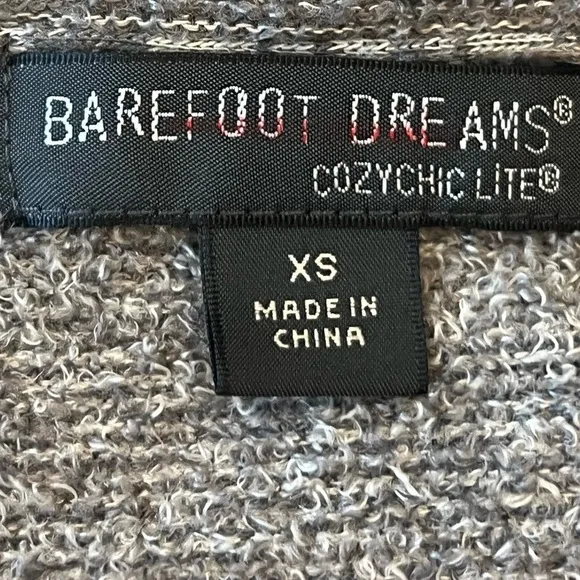 BAREFOOT DREAMS®
COZYCHIC LITE®
XS
MADE IN
CHINA